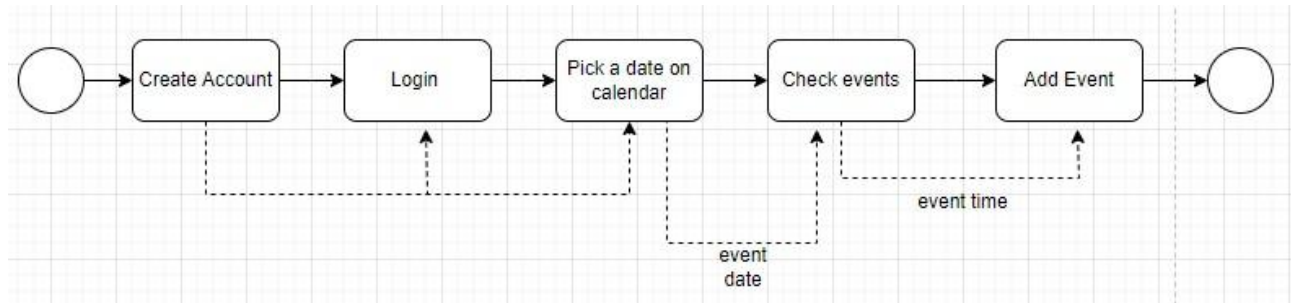 Create Account
Login
Pick a date on
calendar
Check events
Add Event
event time
event
date